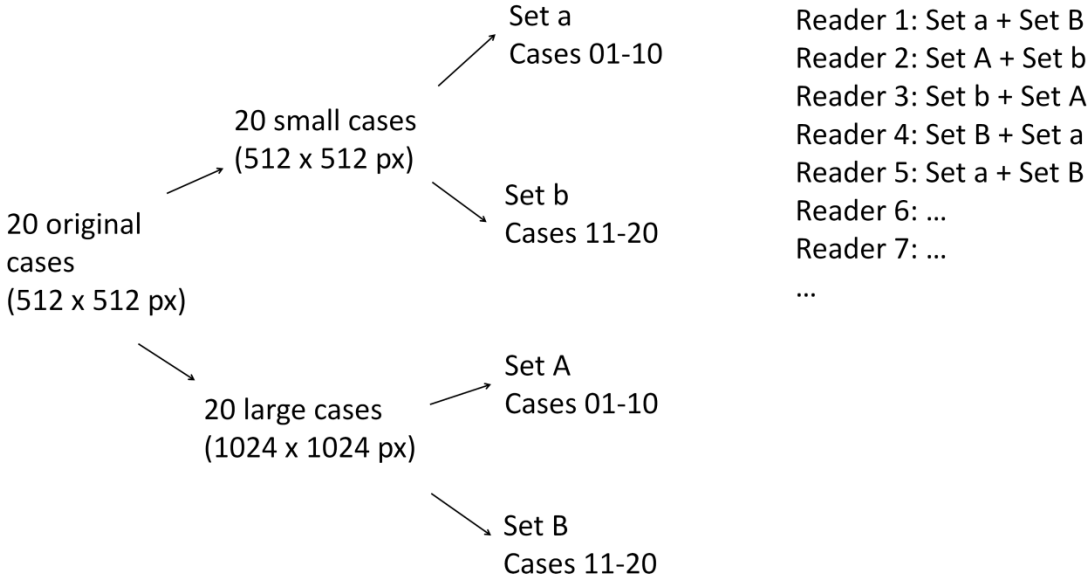 20 original
cases
(512 x 512 px)
20 small cases
(512 x 512 px)
20 large cases
(1024 x 1024 px)
Set a
Cases 01-10
Set b
Cases 11-20
Set A
Cases 01-10
Set B
Cases 11-20
Reader 1: Set a + Set B
Reader 2: Set A + Set b
Reader 3: Set b + Set A
Reader 4: Set B + Set a
Reader 5: Set a + Set B
Reader 6: ...
Reader 7: ...
...